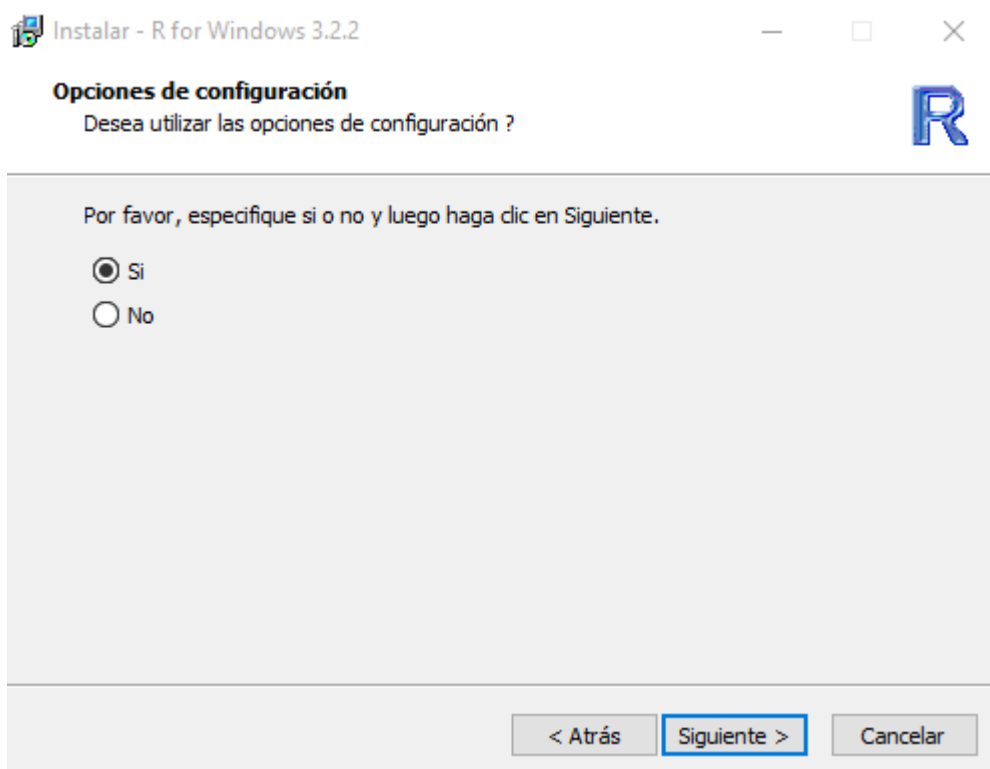 Instalar - R for Windows 3.2.2
Opciones de configuración
Desea utilizar las opciones de configuración ?
R
Por favor, especifique si o no y luego haga clic en Siguiente.
Si
No
< Atrás Siguiente > Cancelar